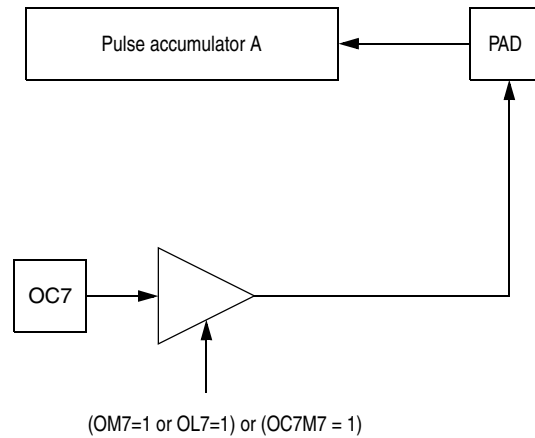 Pulse accumulator A
PAD
OC7
(OM7=1 or OL7=1) or (OC7M7 = 1)